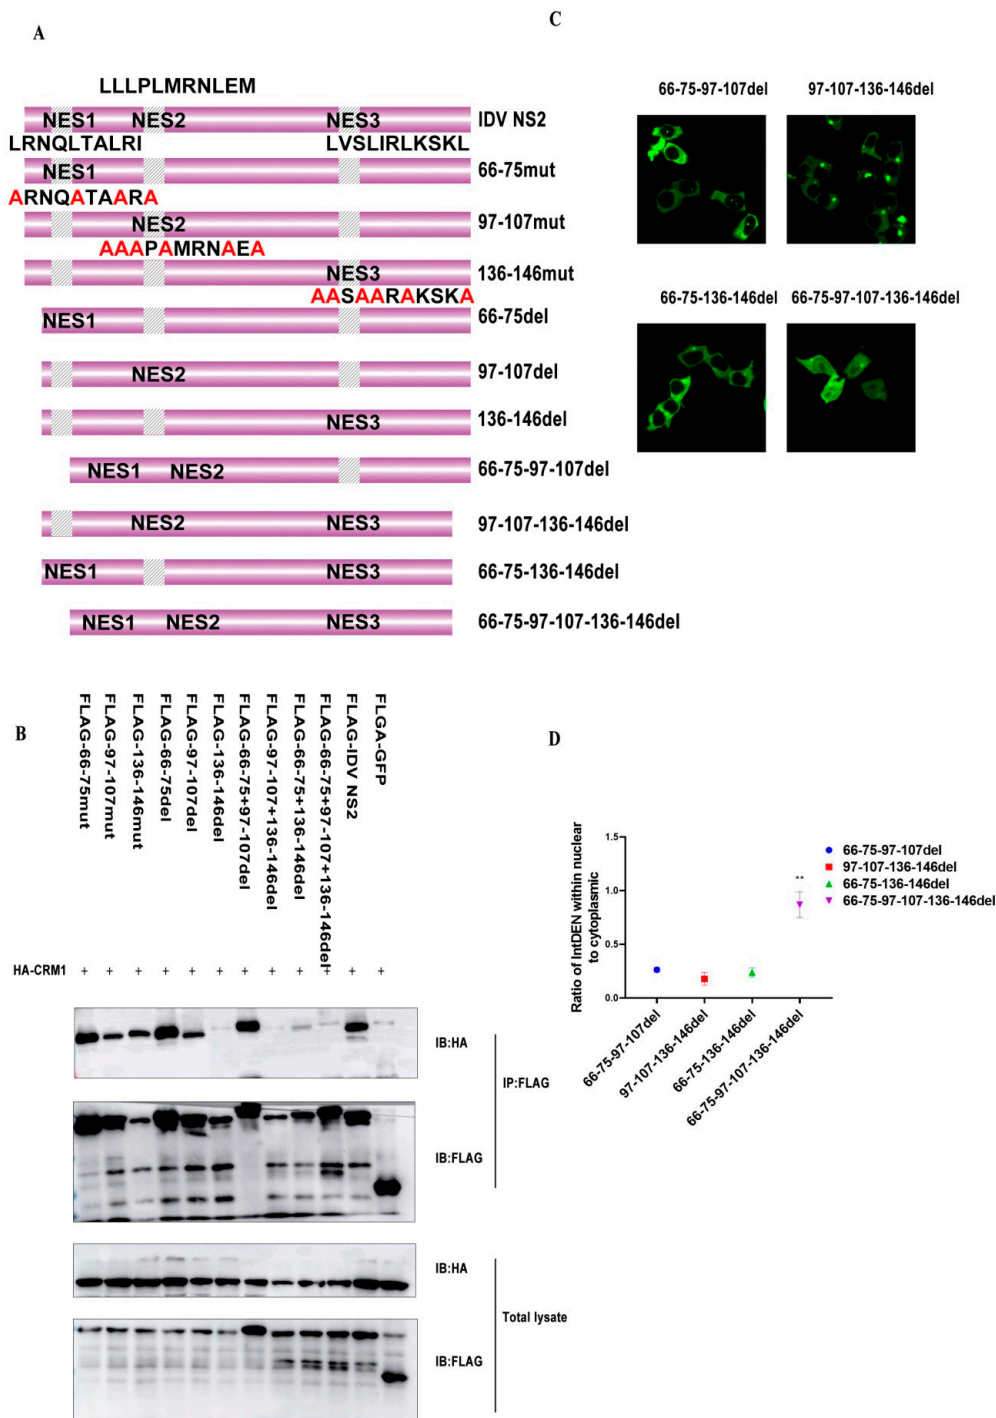 A
LLLPLMRNLEM
NES1 NES2 NES3 IDV NS2
LRNQLTALRI LVSLIRLKSKL
NES1 66-75mut
ARNQATAARA
NES2 97-107mut
AAAPAMRNAEA
NES3 136-146mut
AASAARAKSKA
NES1 66-75del
NES2 97-107del
NES3 136-146del
NES1 NES2 66-75-97-107del
NES2 NES3 97-107-136-146del
NES1 NES3 66-75-136-146del
NES1 NES2 NES3 66-75-97-107-136-146del
B
FLAG-66-75mut
FLAG-97-107mut
FLAG-136-146mut
FLAG-66-75del
FLAG-97-107del
FLAG-136-146del
FLAG-66-75+97-107del
FLAG-97-107+136-146del
FLAG-66-75+136-146del
FLAG-66-75+97-107+136-146del
FLAG-IDV NS2
FLGA-GFP
HA-CRM1 + + + + + + + + + + + +
IB:HA
IP:FLAG
IB:FLAG
IB:HA
Total lysate
IB:FLAG
C
66-75-97-107del 97-107-136-146del
66-75-136-146del 66-75-97-107-136-146del
D
Ratio of IntDEN within nuclear
to cytoplasmic
1.5
1.0
0.5
0.0
**
66-75-97-107del
97-107-136-146del
66-75-136-146del
66-75-97-107-136-146del
66-75-97-107del
97-107-136-146del
66-75-136-146del
66-75-97-107-136-146del